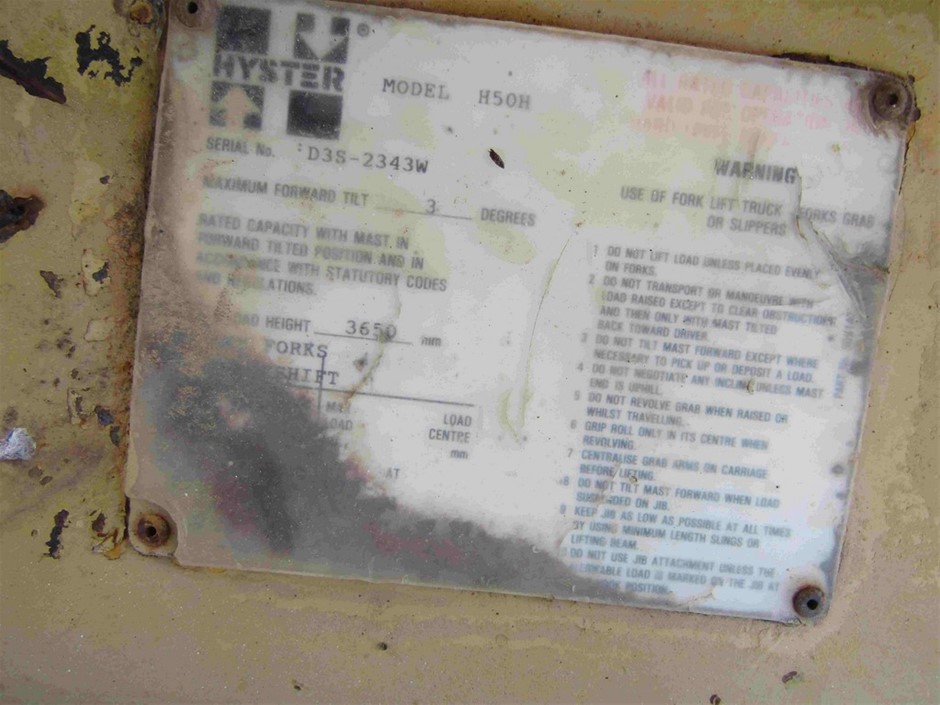 HYSTER
MODEL H50H
SERIAL No. D3S-2343W
MAXIMUM FORWARD TILT 3 DEGREES
RATED CAPACITY WITH MAST. IN
FORWARD TILTED POSITION AND IN
ACCORDANCE WITH STATUTORY CODES
AND REGULATIONS.
HEIGHT 3650 mm
FORKS
SHIFT
LOAD
CENTRE
mm
AT
WARNING
USE OF FORK LIFT TRUCK FORKS GRAB
OR SLIPPERS
1 DO NOT LIFT LOAD UNLESS PLACED EVENLY
ON FORKS.
2 DO NOT TRANSPORT OR MANOEUVRE WITH
LOAD RAISED EXCEPT TO CLEAR OBSTRUCTIONS
AND THEN ONLY WITH MAST TILTED
BACK TOWARD DRIVER.
3 DO NOT TILT MAST FORWARD EXCEPT WHERE
NECESSARY TO PICK UP OR DEPOSIT A LOAD.
4 DO NOT NEGOTIATE ANY INCLINE UNLESS MAST
END IS UPHILL.
5 DO NOT REVOLVE GRAB WHEN RAISED OR
WHILST TRAVELLING.
6 GRIP ROLL ONLY IN ITS CENTRE WHEN
REVOLVING.
7 CENTRALISE GRAB ARMS ON CARRIAGE
BEFORE LIFTING.
8 DO NOT TILT MAST FORWARD WHEN LOAD
SUSPENDED ON JIB.
9 KEEP JIB AS LOW AS POSSIBLE AT ALL TIMES
BY USING MINIMUM LENGTH SLINGS OR
LIFTING BEAM.
DO NOT USE JIB ATTACHMENT UNLESS THE
ALLOWABLE LOAD IS MARKED ON THE JIB AT
POSITION.